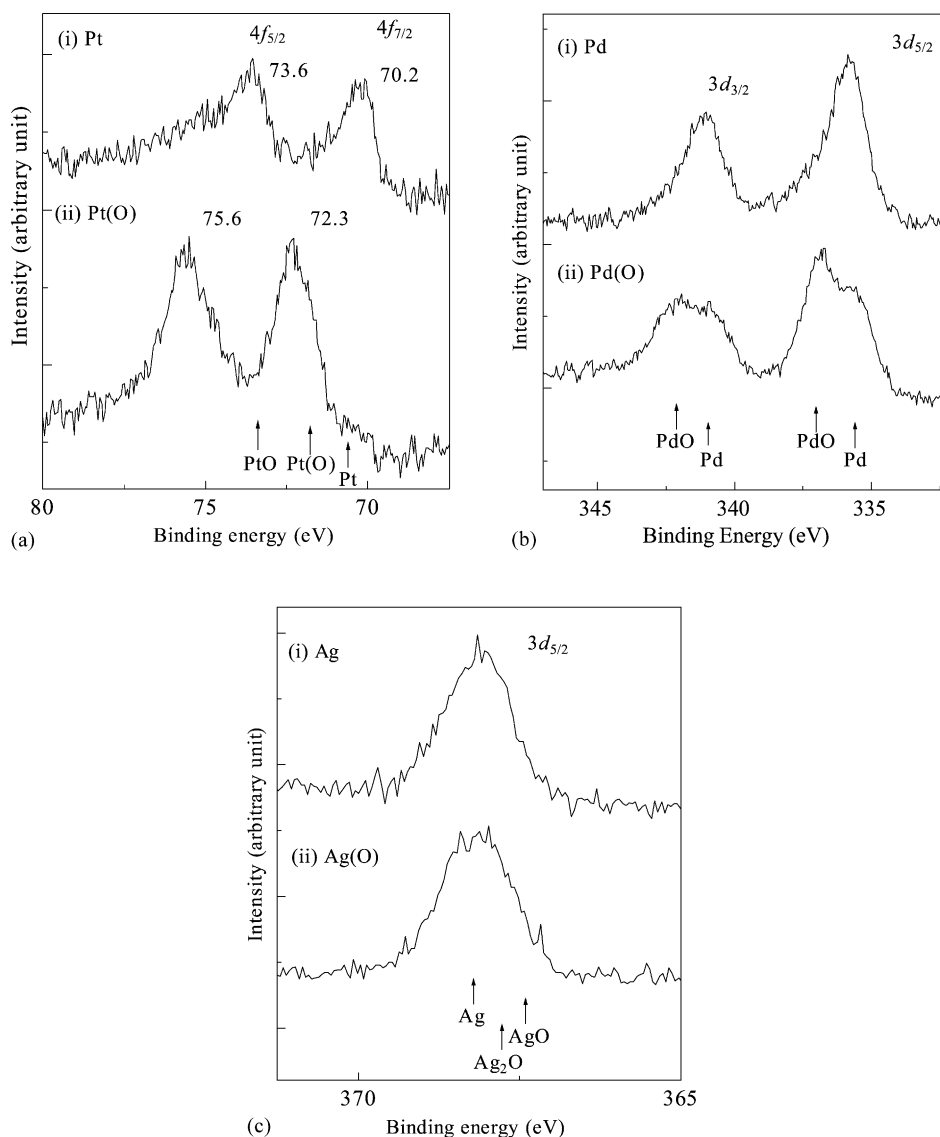 (i) Pt
4f5/2
4f7/2
73.6
70.2
(ii) Pt(O)
75.6
72.3
PtO
Pt(O)
Pt
80
75
70
Binding energy (eV)
Intensity (arbitrary unit)
(a)
(i) Pd
3d5/2
3d3/2
(ii) Pd(O)
PdO
Pd
PdO
Pd
345
340
335
Binding Energy (eV)
Intensity (arbitrary unit)
(b)
(i) Ag
3d5/2
(ii) Ag(O)
Ag
AgO
Ag₂O
370
365
Binding energy (eV)
Intensity (arbitrary unit)
(c)